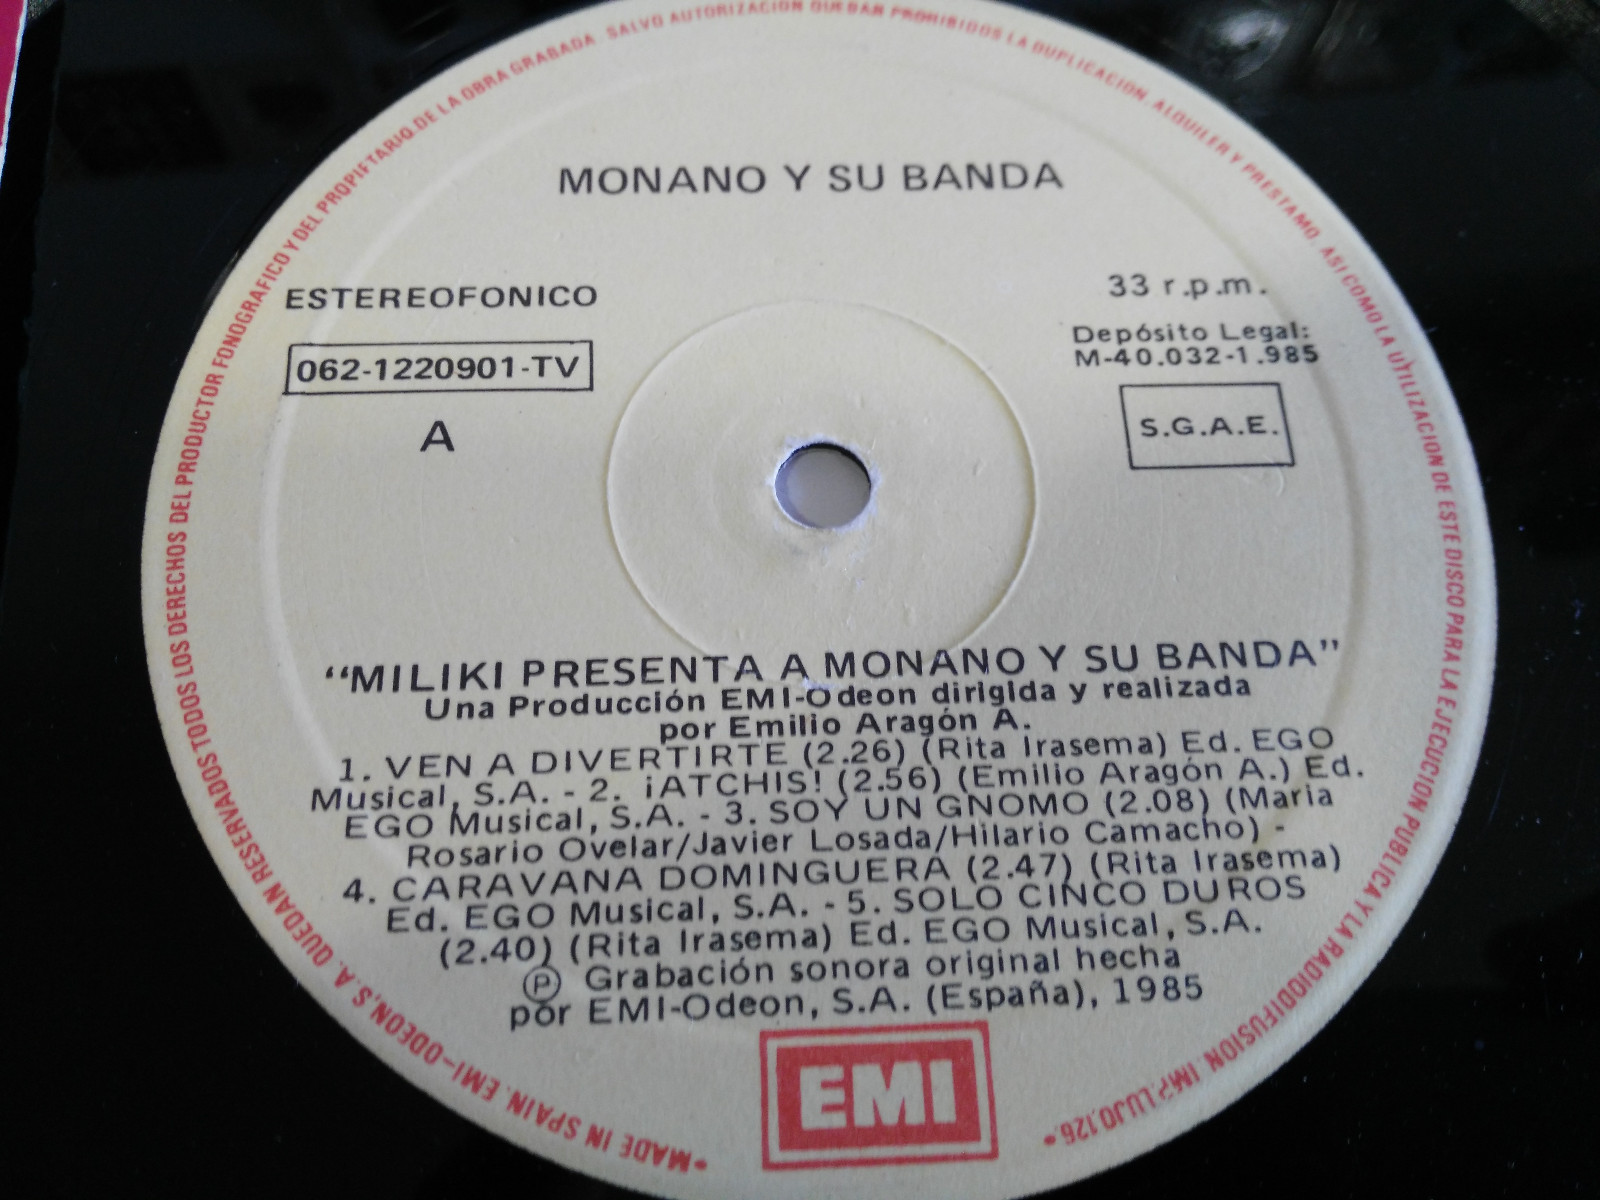 MONANO Y SU BANDA
ESTEREOFONICO
062-1220901-TV
A
33 r.p.m.
Depósito Legal:
M-40.032-1.985
S.G.A.E.
“MILIKI PRESENTA A MONANO Y SU BANDA”
Una Producción EMI-Odeon dirigida y realizada
por Emilio Aragón A.
1. VEN A DIVERTIRTE (2.26) (Rita Irasema) Ed. EGO
Musical, S.A. - 2. ¡ATCHIS! (2.56) (Emilio Aragón A.) Ed.
EGO Musical, S.A. - 3. SOY UN GNOMO (2.08) (Maria
Rosario Ovelar/Javier Losada/Hilario Camacho) -
4. CARAVANA DOMINGUERA (2.47) (Rita Irasema)
Ed. EGO Musical, S.A. - 5. SOLO CINCO DUROS
(2.40) (Rita Irasema) Ed. EGO Musical, S.A.
Ⓟ Grabación sonora original hecha
por EMI-Odeon, S.A. (España), 1985
EMI
*MADE IN SPAIN. EMI-ODEON, S.A. QUEDAN RESERVADOS TODOS LOS DERECHOS DEL PRODUCTOR FONOGRAFICO Y DEL PROPIETARIO DE LA OBRA GRABADA. SALVO AUTORIZACION QUEDAN PROHIBIDOS LA DUPLICACION, ALQUILER Y PRESTAMO, ASI COMO LA UTILIZACION DE ESTE DISCO PARA LA EJECUCION PUBLICA Y LA RADIODIFUSION. IMP. LUJO, 126.*